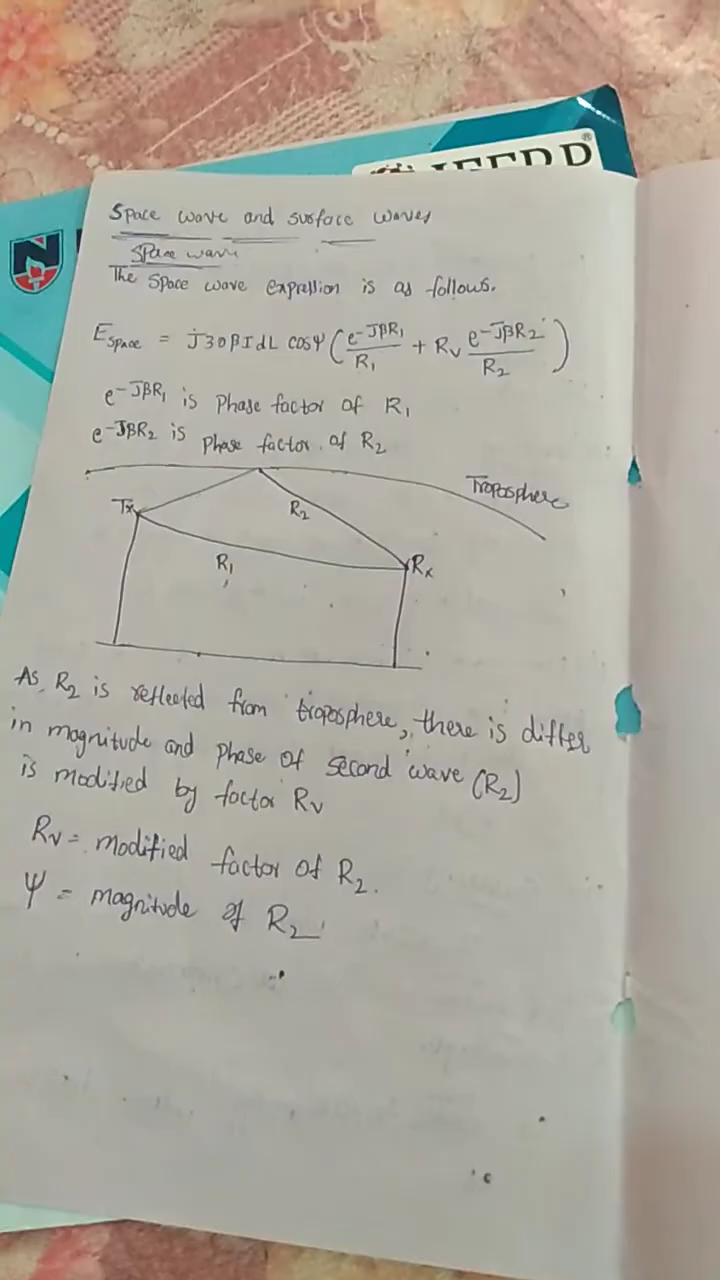 Space wave and surface waves
Space wave
The Space wave expression is as follows.
E_Space = J30βIdL cosΨ ( e^-JβR₁/R₁ + Rv e^-JβR₂/R₂ )
e^-JβR₁ is Phase factor of R₁
e^-JβR₂ is Phase factor of R₂
Troposphere
Tx
R₂
R₁
Rx
As R₂ is reflected from troposphere, there is differ
in magnitude and Phase of second wave (R₂)
is modified by factor Rv
Rv = modified factor of R₂.
Ψ = magnitude of R₂
N